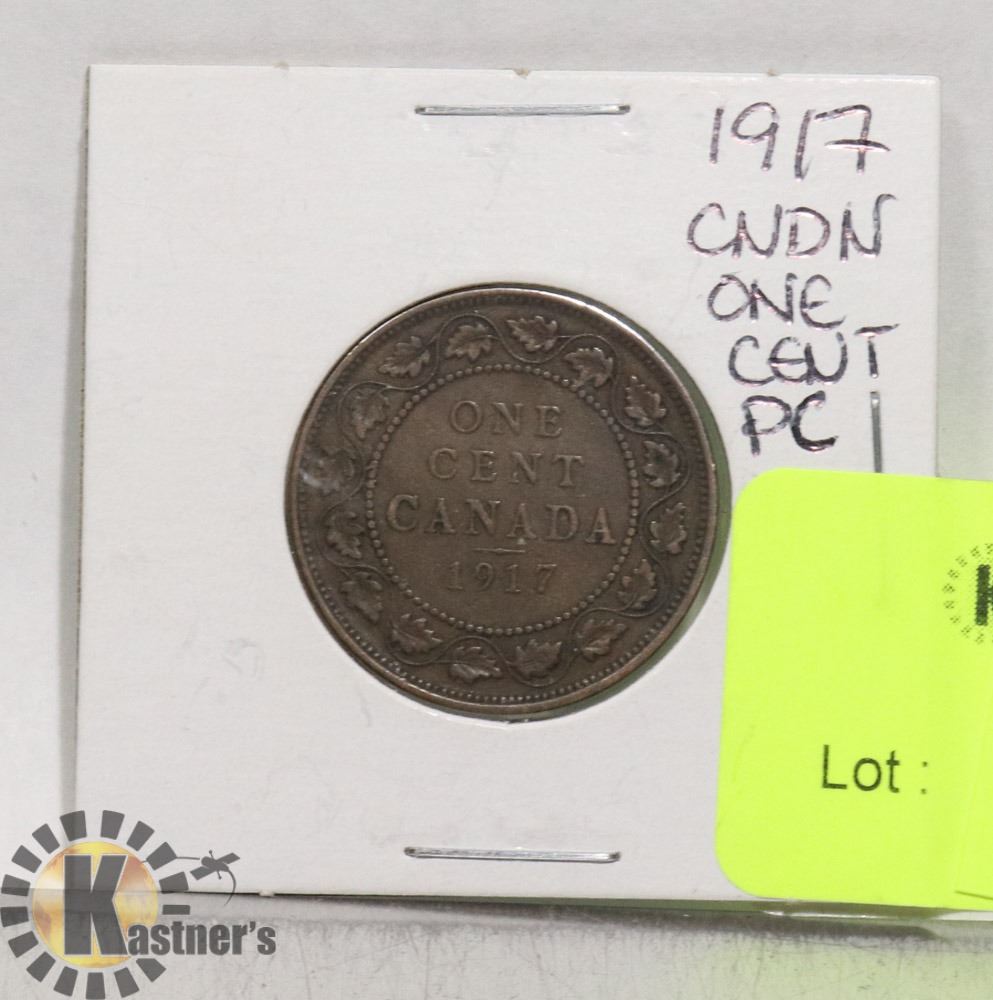 1917
CNDN
ONE
CENT
PC
ONE
CENT
CANADA
1917
K
Lot :
Kastner's